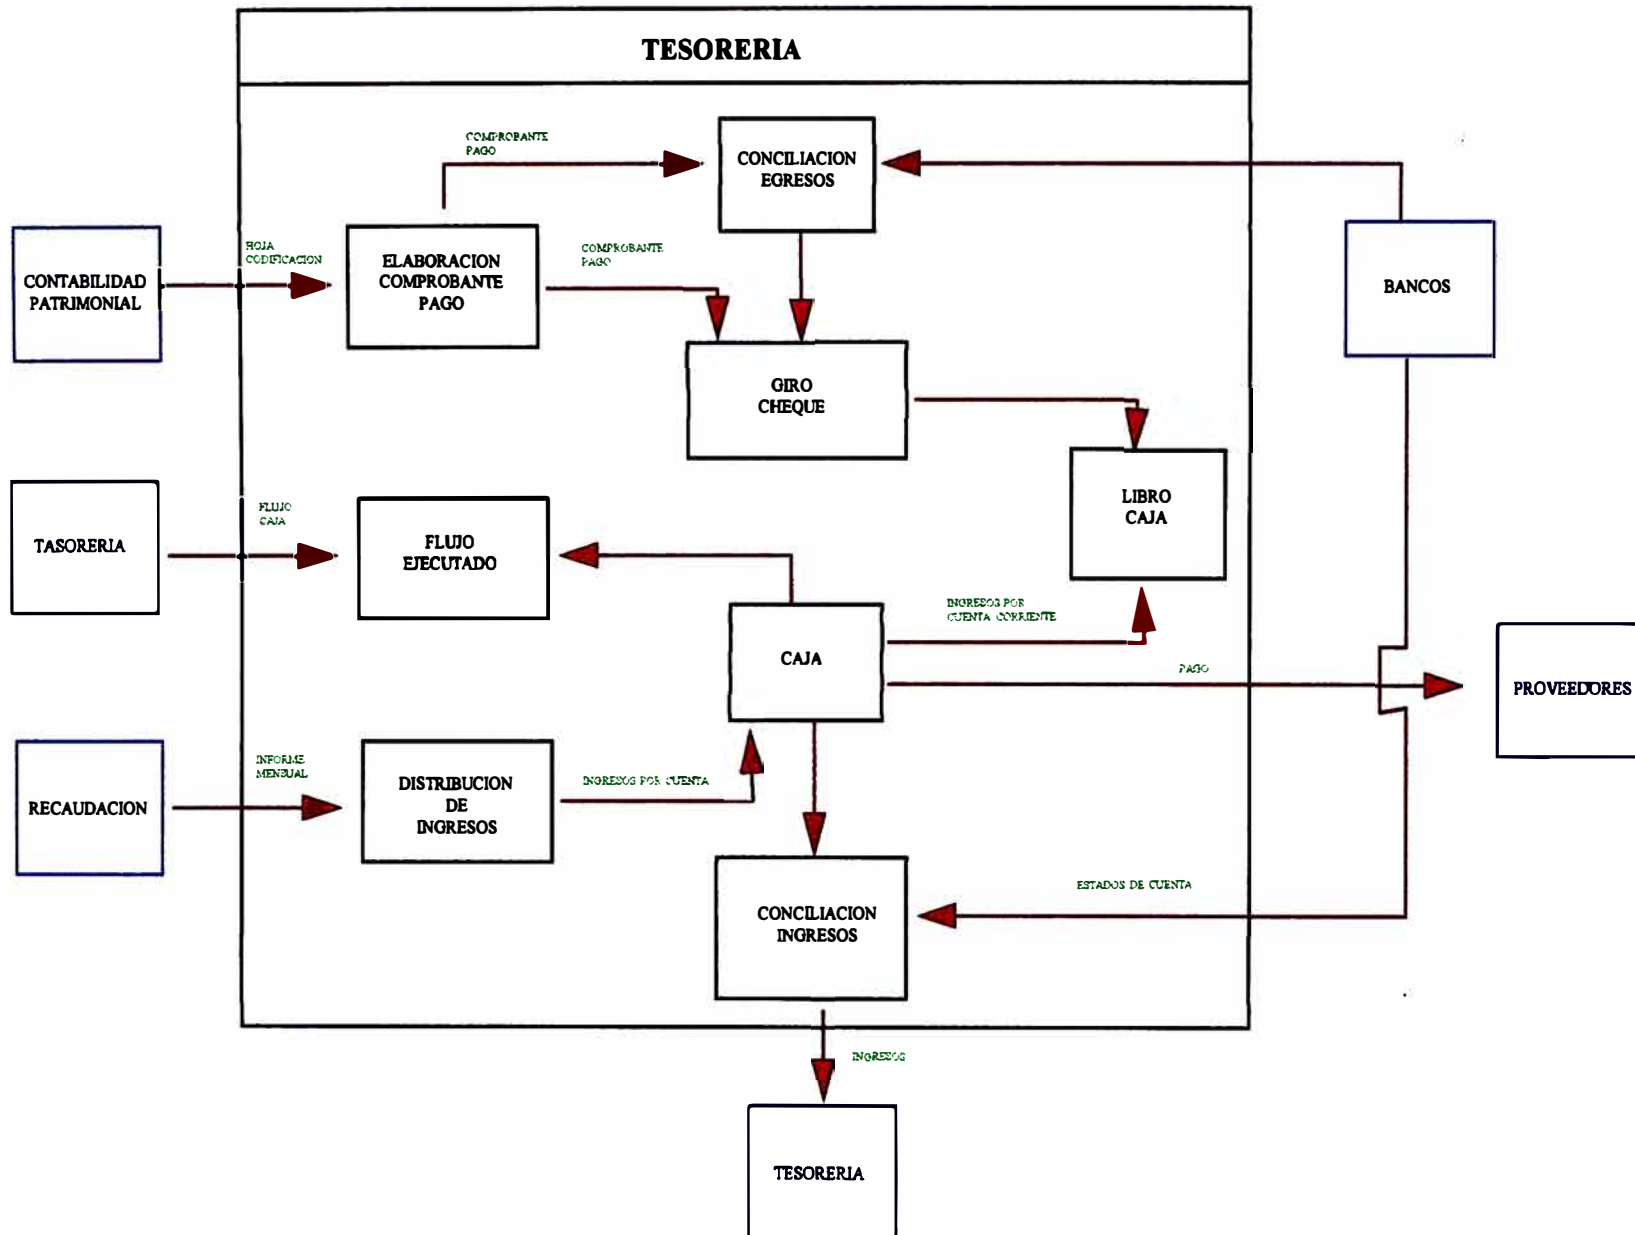 TESORERIA
COMPROBANTE
PAGO
CONCILIACION
EGRESOS
HOJA
CODIFICACION
CONTABILIDAD
PATRIMONIAL
ELABORACION
COMPROBANTE
PAGO
COMPROBANTE
PAGO
BANCOS
GIRO
CHEQUE
LIBRO
CAJA
FLUJO
CAJA
TASORERIA
FLUJO
EJECUTADO
INGRESOS POR
CUENTA CORRIENTE
CAJA
PAGO
PROVEEDORES
INFORME
MENSUAL
RECAUDACION
DISTRIBUCION
DE
INGRESOS
INGRESOS POR CUENTA
ESTADOS DE CUENTA
CONCILIACION
INGRESOS
INGRESOS
TESORERIA